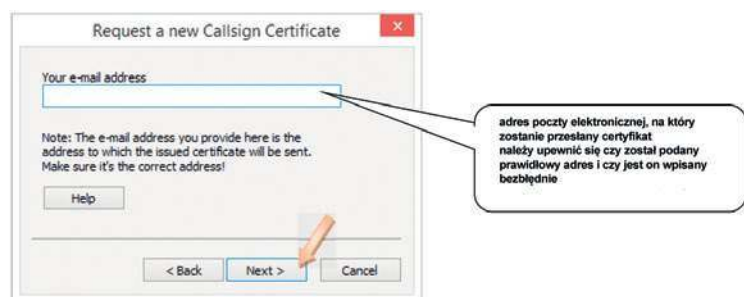 Request a new Callsign Certificate
x
Your e-mail address
Note: The e-mail address you provide here is the
address to which the issued certificate will be sent.
Make sure it's the correct address!
Help
< Back
Next >
Cancel
adres poczty elektronicznej, na który
zostanie przesłany certyfikat
należy upewnić się czy został podany
prawidłowy adres i czy jest on wpisany
bezbłędnie